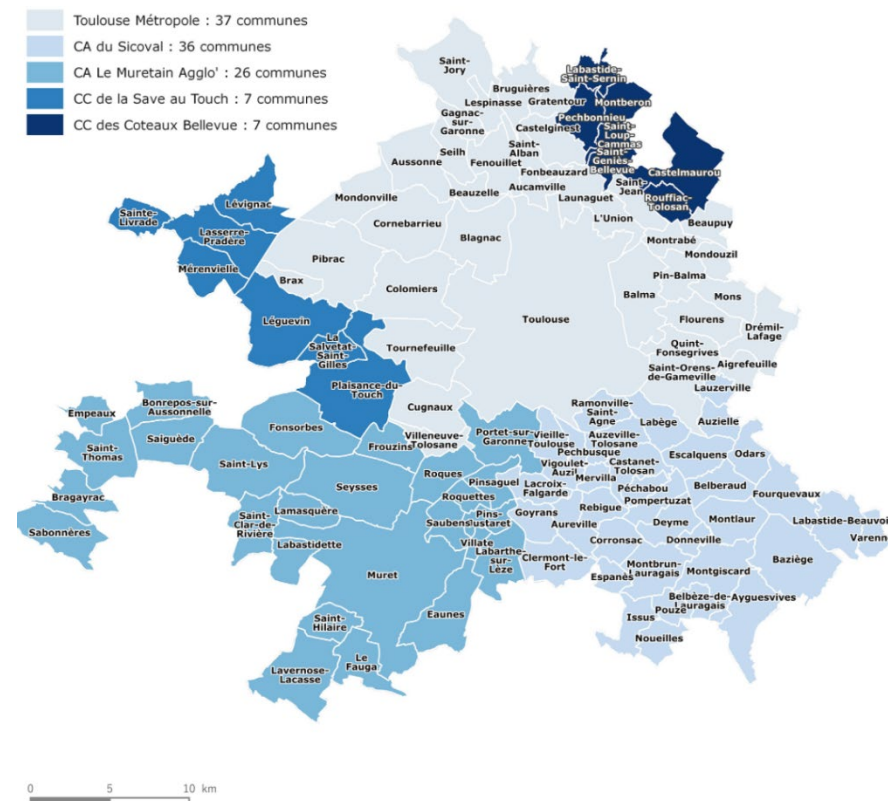 Toulouse Métropole : 37 communes
CA du Sicoval : 36 communes
CA Le Muretain Agglo' : 26 communes
CC de la Save au Touch : 7 communes
CC des Coteaux Bellevue : 7 communes
Saint-
Jory
Labastide-
Saint-Sernin
Bruguières
Lespinasse
Gratentour
Montberon
Gagnac-
sur-
Garonne
Pechbonnieu
Castelginest
Saint-
Loup-
Cammas
Saint-
Alban
Seilh
Fenouillet
Saint-
Geniès-
Bellevue
Aussonne
Fonbeauzard
Castelmaurou
Saint-
Jean
Beauzelle
Aucamville
Launaguet
Rouffiac-
Tolosan
Mondonville
Lévignac
Sainte-
Livrade
Lasserre-
Pradère
Cornebarrieu
L'Union
Beaupuy
Blagnac
Montrabé
Mondouzil
Mérenvielle
Pibrac
Brax
Colomiers
Pin-Balma
Balma
Mons
Léguevin
Toulouse
Flourens
Drémil-
Lafage
La
Salvetat-
Saint-
Gilles
Tournefeuille
Quint-
Fonsegrives
Saint-Orens-
de-Gameville
Aigrefeuille
Plaisance-du-
Touch
Lauzerville
Cugnaux
Bonrepos-sur-
Aussonnelle
Empeaux
Saiguède
Saint-
Thomas
Fonsorbes
Frouzins
Villeneuve-
Tolosane
Portet-sur-
Garonne
Ramonville-
Saint-
Agne
Labège
Auzielle
Vieille-
Toulouse
Auzeville-
Tolosane
Pechbusque
Escalquens
Odars
Saint-Lys
Vigoulet-
Auzil
Castanet-
Tolosan
Mervilla
Roques
Seysses
Pinsaguel
Lacroix-
Falgarde
Rebigue
Péchabou
Pompertuzat
Belberaud
Fourquevaux
Bragayrac
Sabonnères
Roquettes
Goyrans
Lamasquère
Saint-
Clar-de-
Rivière
Saubens
Pins-
Justaret
Aureville
Deyme
Montlaur
Labastide-Beauvoi
Varenn
Labastidette
Villate
Labarthe-
sur-
Lèze
Corronsac
Donneville
Clermont-le-
Fort
Espanès
Montbrun-
Lauragais
Montgiscard
Baziège
Muret
Belbèze-de-
Lauragais
Ayguesvives
Pouze
Issus
Noueilles
Eaunes
Saint-
Hilaire
Le
Fauga
Lavernose-
Lacasse
0 5 10 km